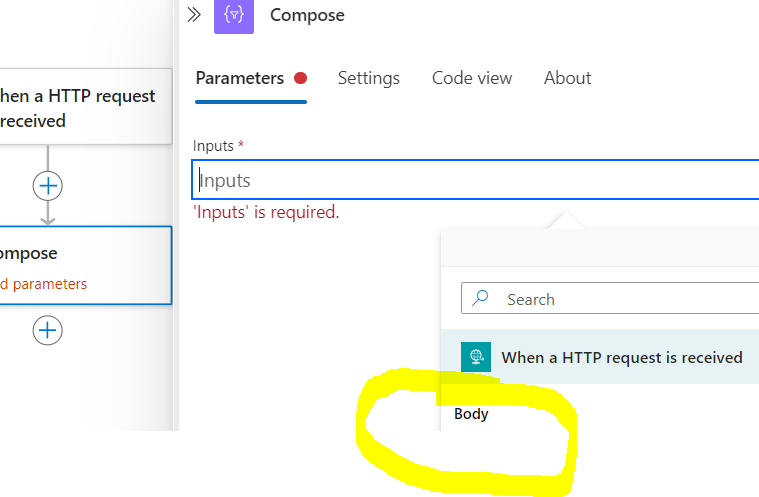 Compose
Parameters
Settings
Code view
About
hen a HTTP request
received
Inputs *
Inputs
'Inputs' is required.
ompose
d parameters
Search
When a HTTP request is received
Body